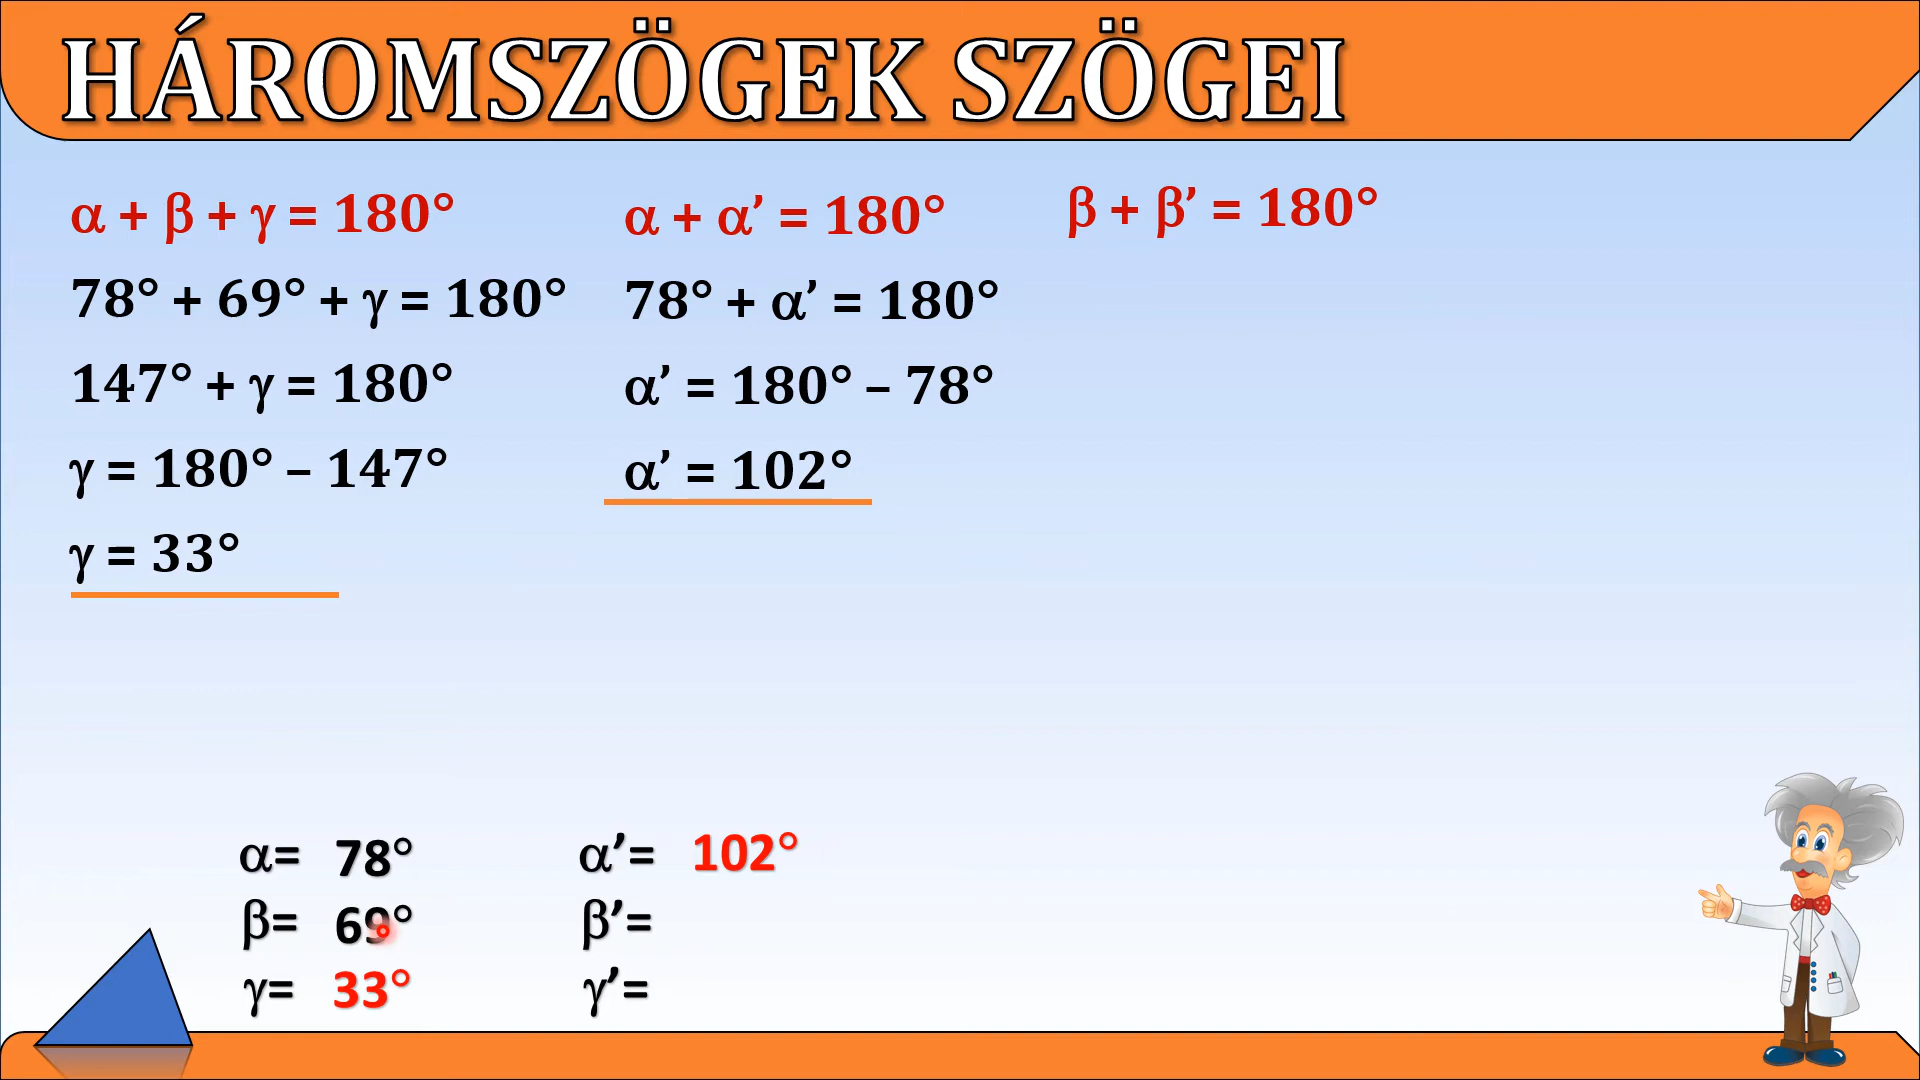 HÁROMSZÖGEK SZÖGEI
α + β + γ = 180°
78° + 69° + γ = 180°
147° + γ = 180°
γ = 180° – 147°
γ = 33°
α + α’ = 180°
78° + α’ = 180°
α’ = 180° – 78°
α’ = 102°
β + β’ = 180°
α= 78°
β= 69°
γ= 33°
α’= 102°
β’=
γ’=